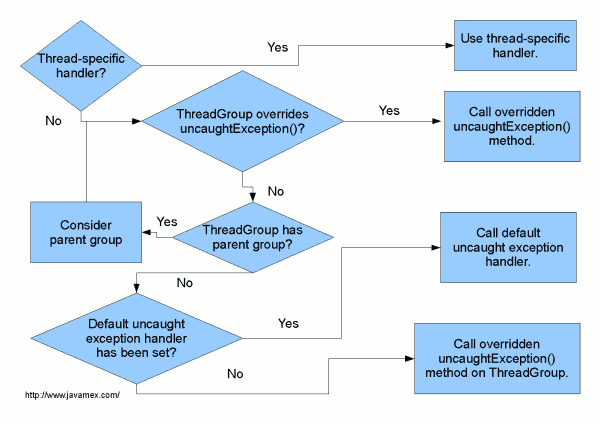 Thread-specific
handler?
Yes
Use thread-specific
handler.
No
ThreadGroup overrides
uncaughtException()?
Yes
Call overridden
uncaughtException()
method.
No
Consider
parent group
Yes
ThreadGroup has
parent group?
Call default
uncaught exception
handler.
No
Default uncaught
exception handler
has been set?
Yes
Call overridden
uncaughtException()
method on ThreadGroup.
No
http://www.javamex.com/